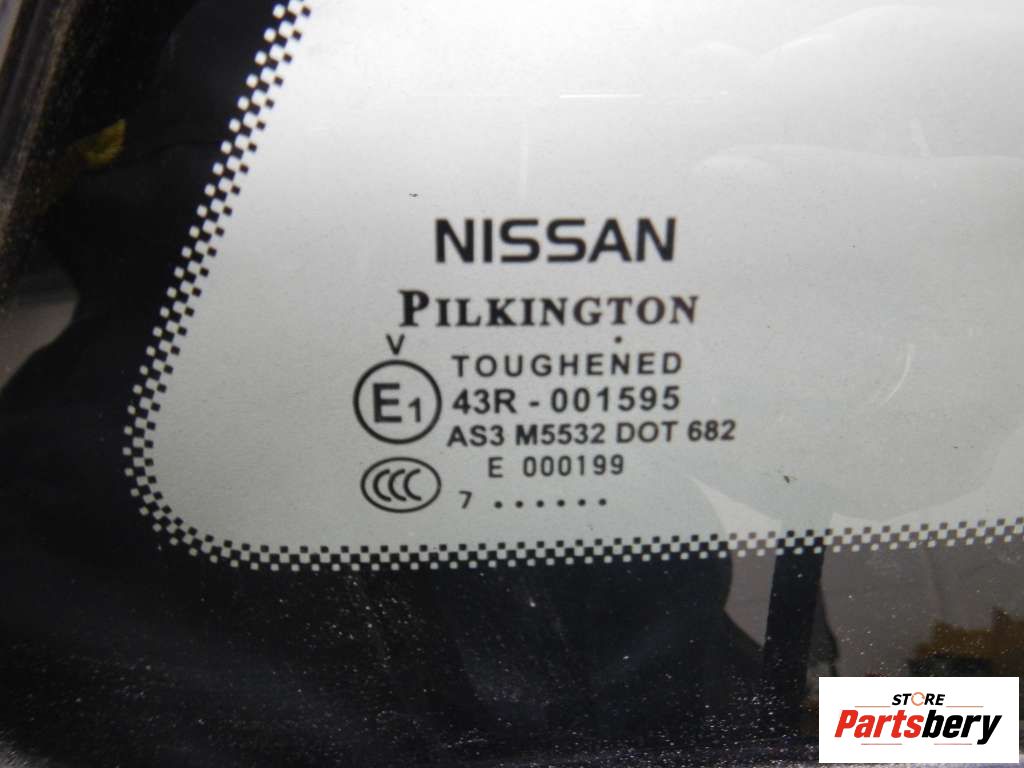 NISSAN
PILKINGTON
V
TOUGHENED
E1 43R - 001595
AS3 M5532 DOT 682
E 000199
CCC 7 . . . . . .
STORE
Partsbery